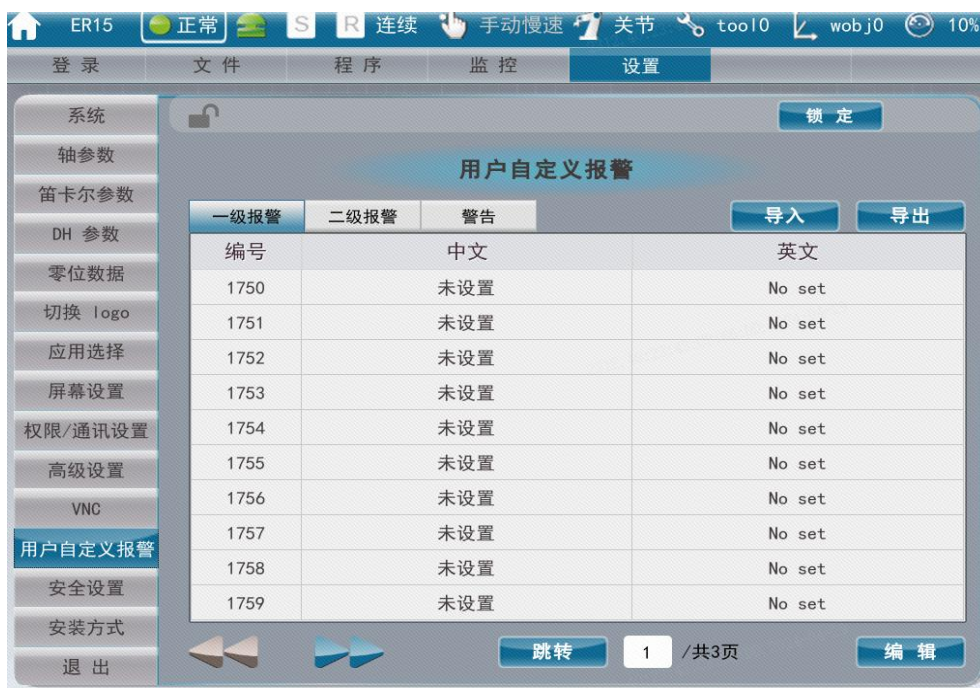 ER15 正常 S R 连续 手动慢速 关节 tool0 wobj0 10%
登 录 文 件 程 序 监 控 设置
系统
轴参数
笛卡尔参数
DH 参数
零位数据
切换 logo
应用选择
屏幕设置
权限/通讯设置
高级设置
VNC
用户自定义报警
安全设置
安装方式
退 出
锁 定
用户自定义报警
一级报警 二级报警 警告 导入 导出
编号 中文 英文
1750 未设置 No set
1751 未设置 No set
1752 未设置 No set
1753 未设置 No set
1754 未设置 No set
1755 未设置 No set
1756 未设置 No set
1757 未设置 No set
1758 未设置 No set
1759 未设置 No set
跳转 1 /共3页 编 辑